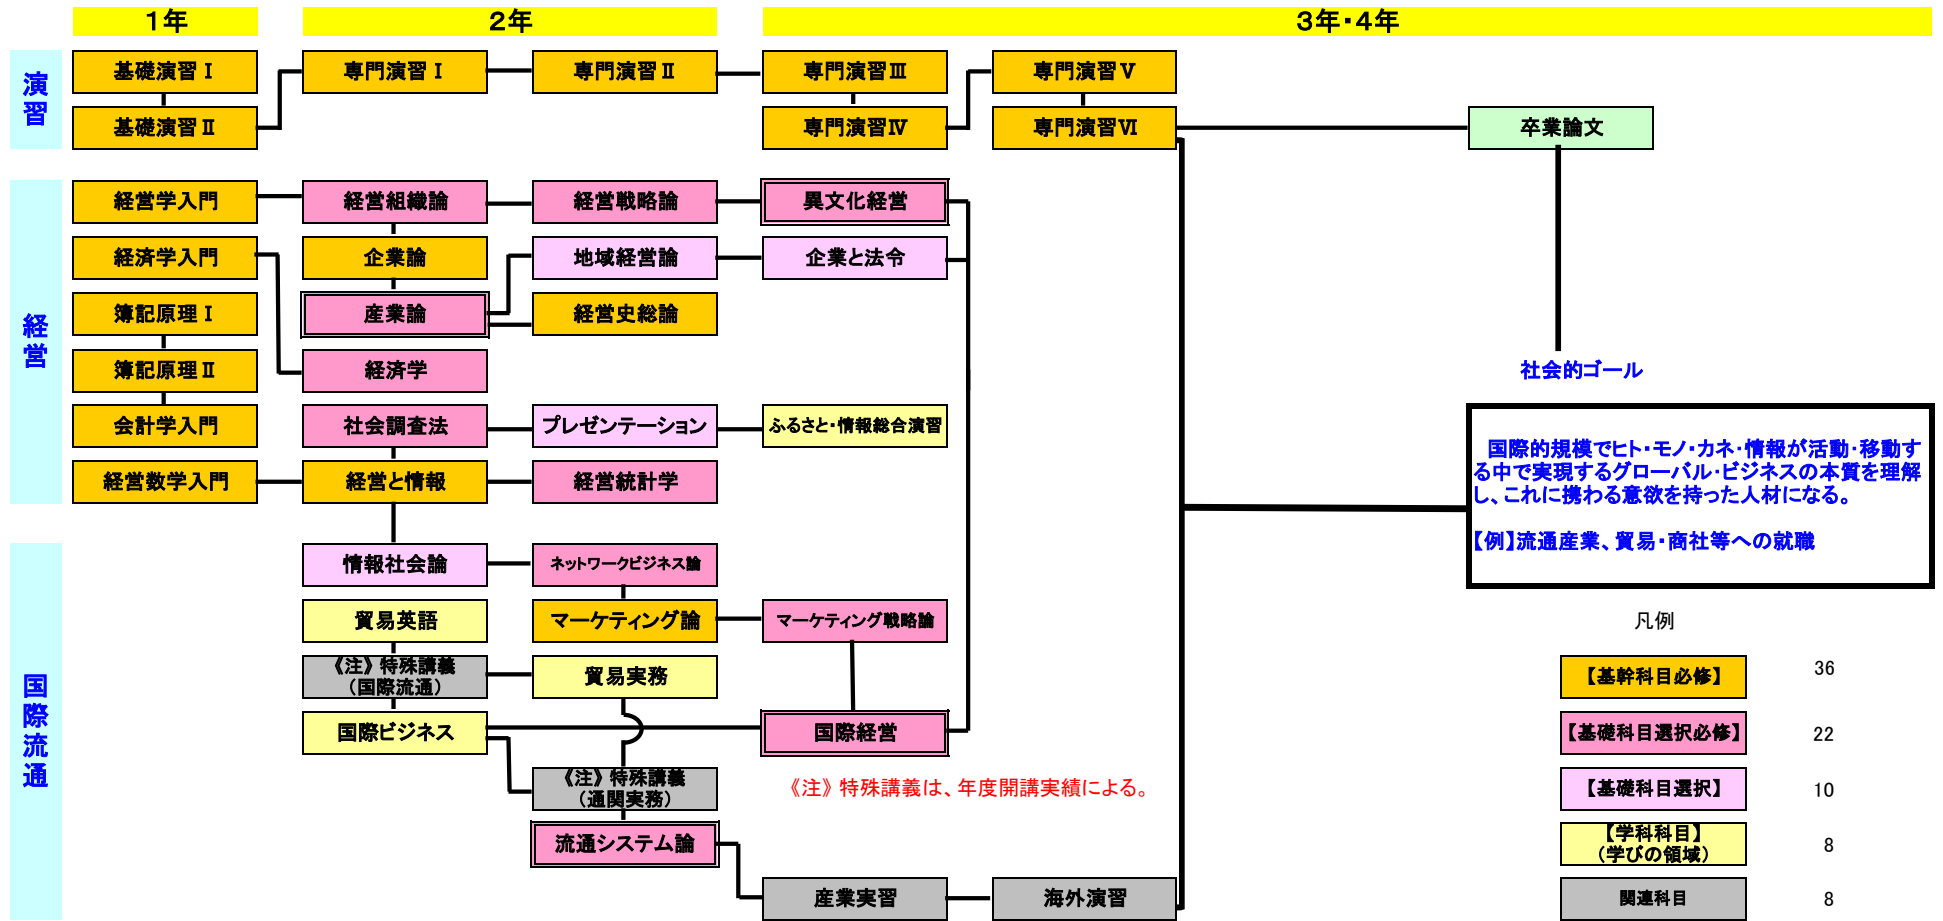 1年
2年
3年・4年
演習
基礎演習Ⅰ
専門演習Ⅰ
専門演習Ⅱ
専門演習Ⅲ
専門演習Ⅴ
基礎演習Ⅱ
専門演習Ⅳ
専門演習Ⅵ
卒業論文
経営
経営学入門
経営組織論
経営戦略論
異文化経営
経済学入門
企業論
地域経営論
企業と法令
簿記原理Ⅰ
産業論
経営史総論
簿記原理Ⅱ
経済学
会計学入門
社会調査法
プレゼンテーション
ふるさと・情報総合演習
経営数学入門
経営と情報
経営統計学
社会的ゴール
国際的規模でヒト・モノ・カネ・情報が活動・移動す
る中で実現するグローバル・ビジネスの本質を理解
し、これに携わる意欲を持った人材になる。
【例】流通産業、貿易・商社等への就職
国際流通
情報社会論
ネットワークビジネス論
貿易英語
マーケティング論
マーケティング戦略論
《注》特殊講義
（国際流通）
貿易実務
国際ビジネス
国際経営
《注》特殊講義
（通関実務）
《注》特殊講義は、年度開講実績による。
流通システム論
産業実習
海外演習
凡例
【基幹科目必修】
36
【基礎科目選択必修】
22
【基礎科目選択】
10
【学科科目】
（学びの領域）
8
関連科目
8